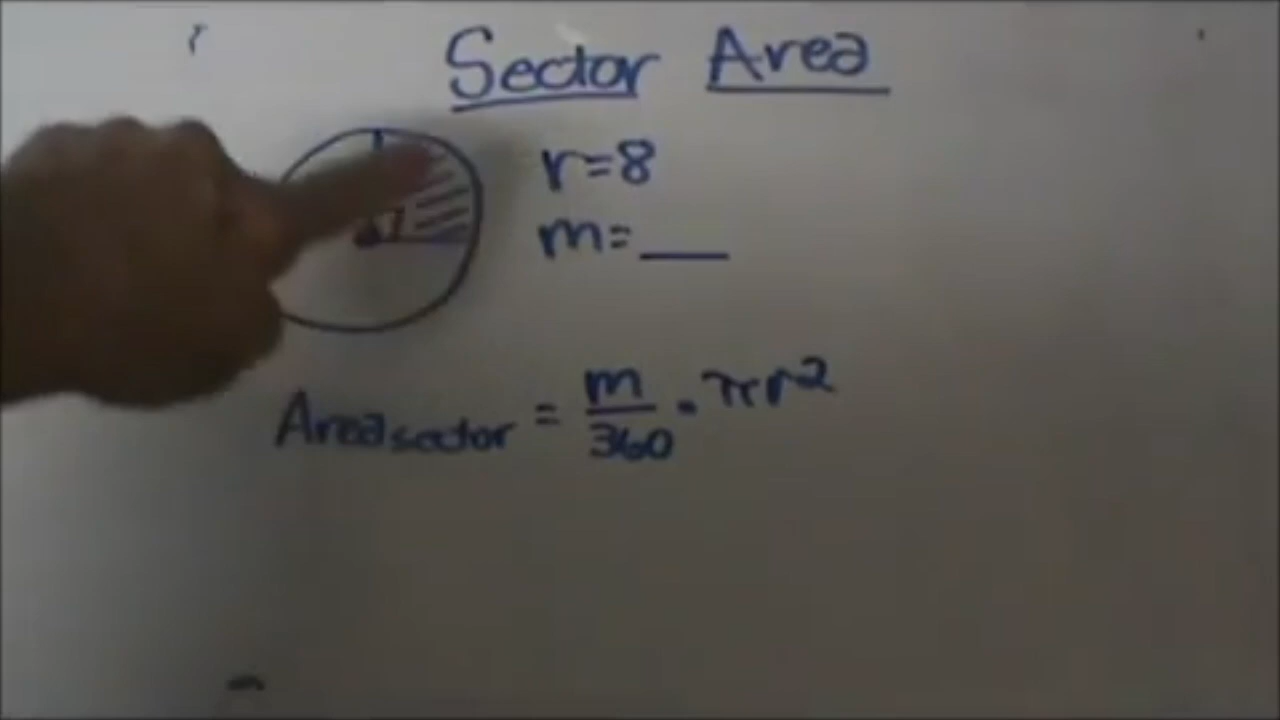 Sector Area
r=8
m=___
Area sector = m/360 · πr²